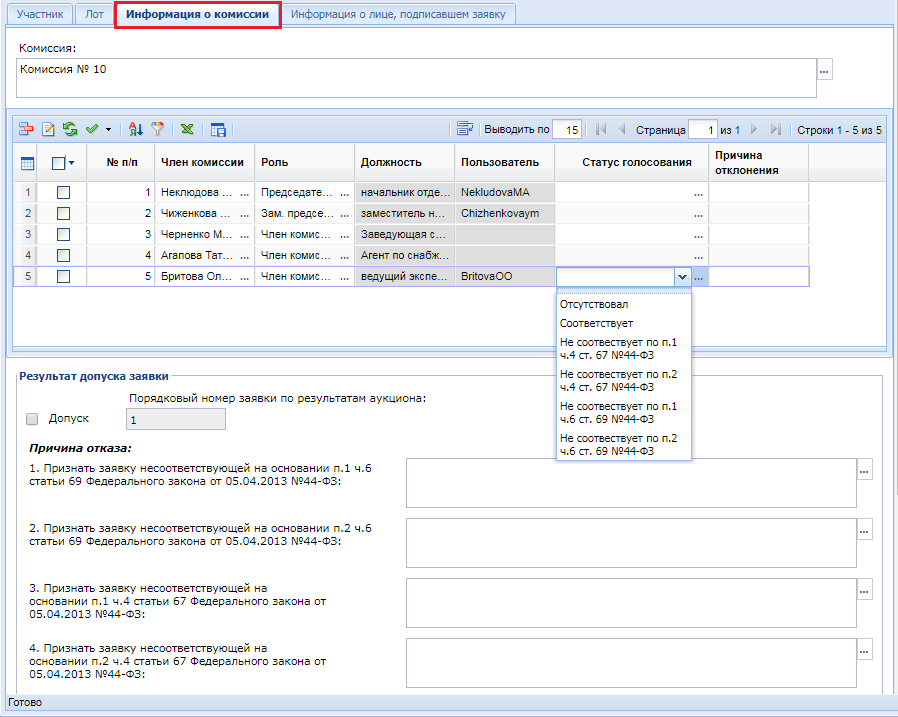 Участник Лот Информация о комиссии Информация о лице, подписавшем заявку
Комиссия:
Комиссия № 10 ...
Выводить по 15 Страница 1 из 1 Строки 1 - 5 из 5
№ п/п Член комиссии Роль Должность Пользователь Статус голосования Причина отклонения
1 1 Неклюдова ... ... Председате... ... начальник отде... NekludovaMA ...
2 2 Чиженкова ... ... Зам. предсе... ... заместитель н... Chizhenkovaym ...
3 3 Черненко М... ... Член комис... ... Заведующая с... ...
4 4 Агапова Тат... ... Член комис... ... Агент по снабж... ...
5 5 Бритова Ол... ... Член комис... ... ведущий экспе... BritovaOO ...
Отсутствовал
Соответствует
Не соотвествует по п.1
ч.4 ст. 67 №44-ФЗ
Не соотвествует по п.2
ч.4 ст. 67 №44-ФЗ
Не соотвествует по п.1
ч.6 ст. 69 №44-ФЗ
Не соотвествует по п.2
ч.6 ст. 69 №44-ФЗ
Результат допуска заявки
Порядковый номер заявки по результатам аукциона:
Допуск 1
Причина отказа:
1. Признать заявку несоответствующей на основании п.1 ч.6
статьи 69 Федерального закона от 05.04.2013 №44-ФЗ: ...
2. Признать заявку несоответствующей на основании п.2 ч.6
статьи 69 Федерального закона от 05.04.2013 №44-ФЗ: ...
3. Признать заявку несоответствующей на
основании п.1 ч.4 статьи 67 Федерального закона от
05.04.2013 №44-ФЗ: ...
4. Признать заявку несоответствующей на
основании п.2 ч.4 статьи 67 Федерального закона от
05.04.2013 №44-ФЗ: ...
Готово